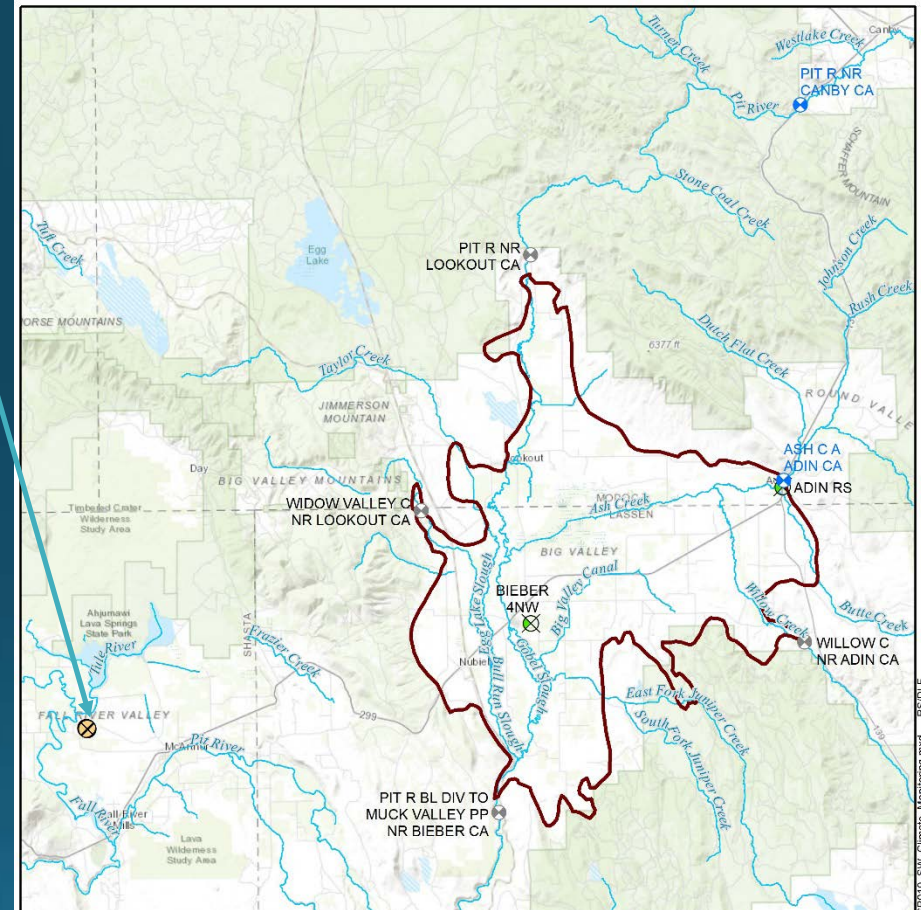 Turner Creek
Westlake Creek
Canby
PIT R NR
CANBY CA
Pit River
SCHAFFER MOUNTAIN
Stone Coal Creek
Tuft Creek
Egg
Lake
PIT R NR
LOOKOUT CA
Johnson Creek
Rush Creek
ORSE MOUNTAINS
Dutch Flat Creek
6377 ft
Taylor Creek
ROUND VALLE
JIMMERSON
MOUNTAIN
Day
BIG VALLEY MOUNTAINS
ookout
ASH C A
ADIN CA
ADIN RS
WIDOW VALLEY C
NR LOOKOUT CA
MODOC
LASSEN
Ash Creek
Timbered Crater
Wilderness
Study Area
BIG VALLEY
Big Valley Canal
BIEBER
4NW
Egg Lake Slough
Ahjumawi
Lava Springs
State Park
SHASTA
Tule River
Frazier Creek
Willow Creek
Butte Creek
WILLOW C
NR ADIN CA
Nubie
Gobel Slough
Bull Run Slough
East Fork Juniper Creek
South Fork Juniper Creek
299
139
FALL RIVER VALLEY
McArthur
Pit River
Fall River
Fall River
Mills
PIT R BL DIV TO
MUCK VALLEY PP
NR BIEBER CA
Lava
Wilderness
Study Area